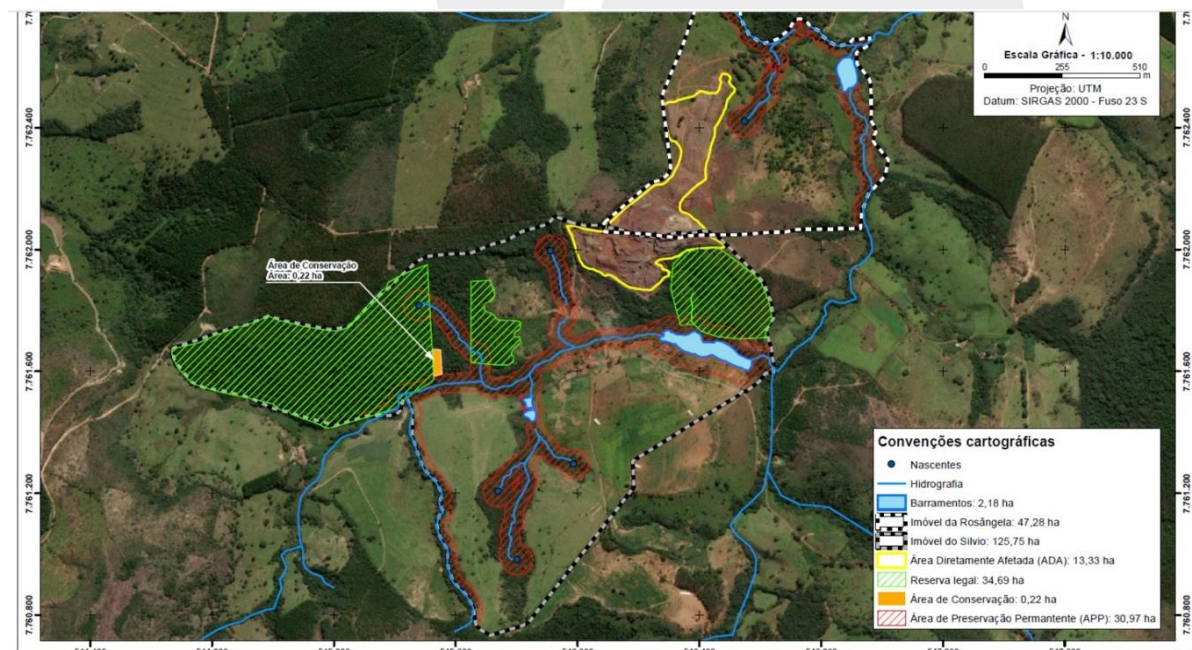 N
Escala Gráfica - 1:10.000
0 255 510
m
Projeção: UTM
Datum: SIRGAS 2000 - Fuso 23 S
7.762.400
7.762.400
7.762.000
7.762.000
Área de Conservação
Área: 0,22 ha
7.761.600
7.761.600
7.761.200
7.761.200
7.760.800
7.760.800
Convenções cartográficas
Nascentes
Hidrografia
Barramentos: 2,18 ha
Imóvel da Rosângela: 47,28 ha
Imóvel do Silvio: 125,75 ha
Área Diretamente Afetada (ADA): 13,33 ha
Reserva legal: 34,69 ha
Área de Conservação: 0,22 ha
Área de Preservação Permantente (APP): 30,97 ha